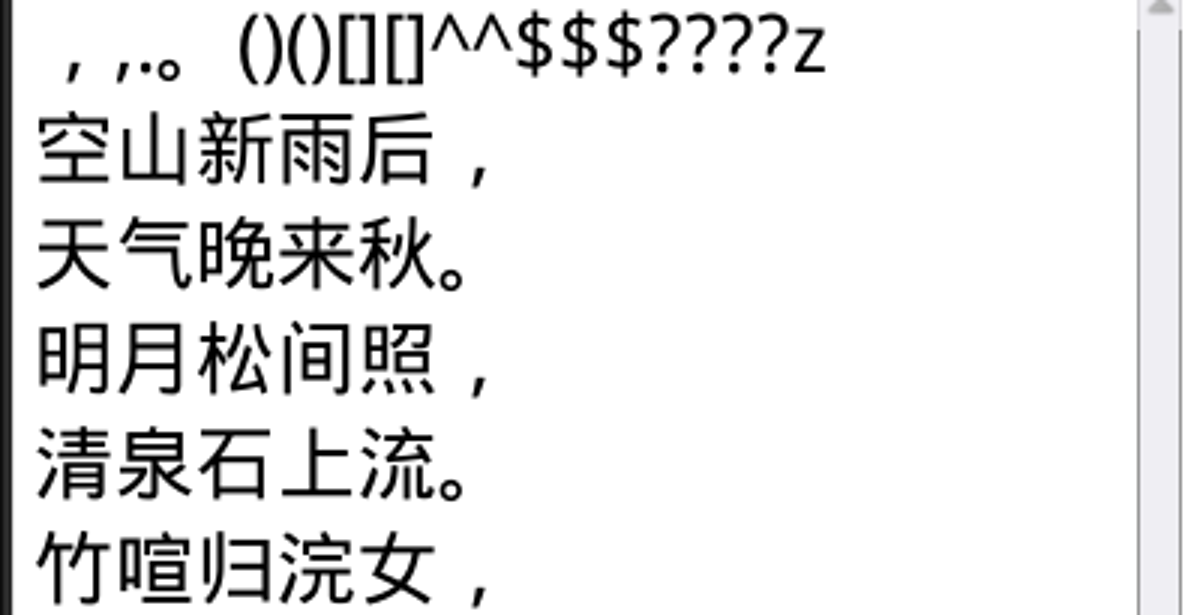 ，,.。()()[][]^^$$$????z
空山新雨后，
天气晚来秋。
明月松间照，
清泉石上流。
竹喧归浣女，